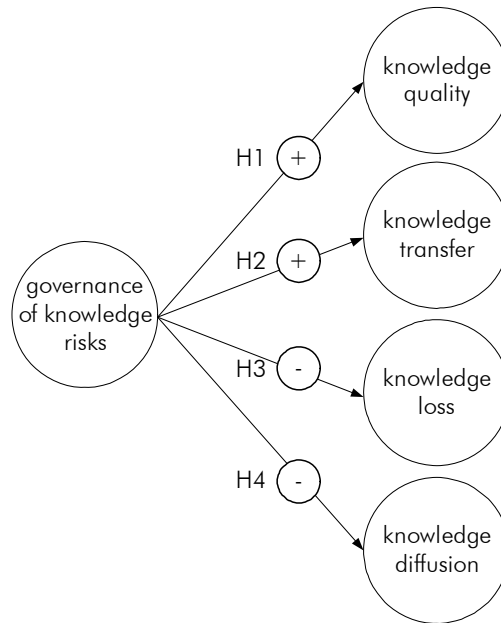 knowledge
quality
H1 +
knowledge
transfer
H2 +
governance
of knowledge
risks
H3 -
knowledge
loss
H4 -
knowledge
diffusion